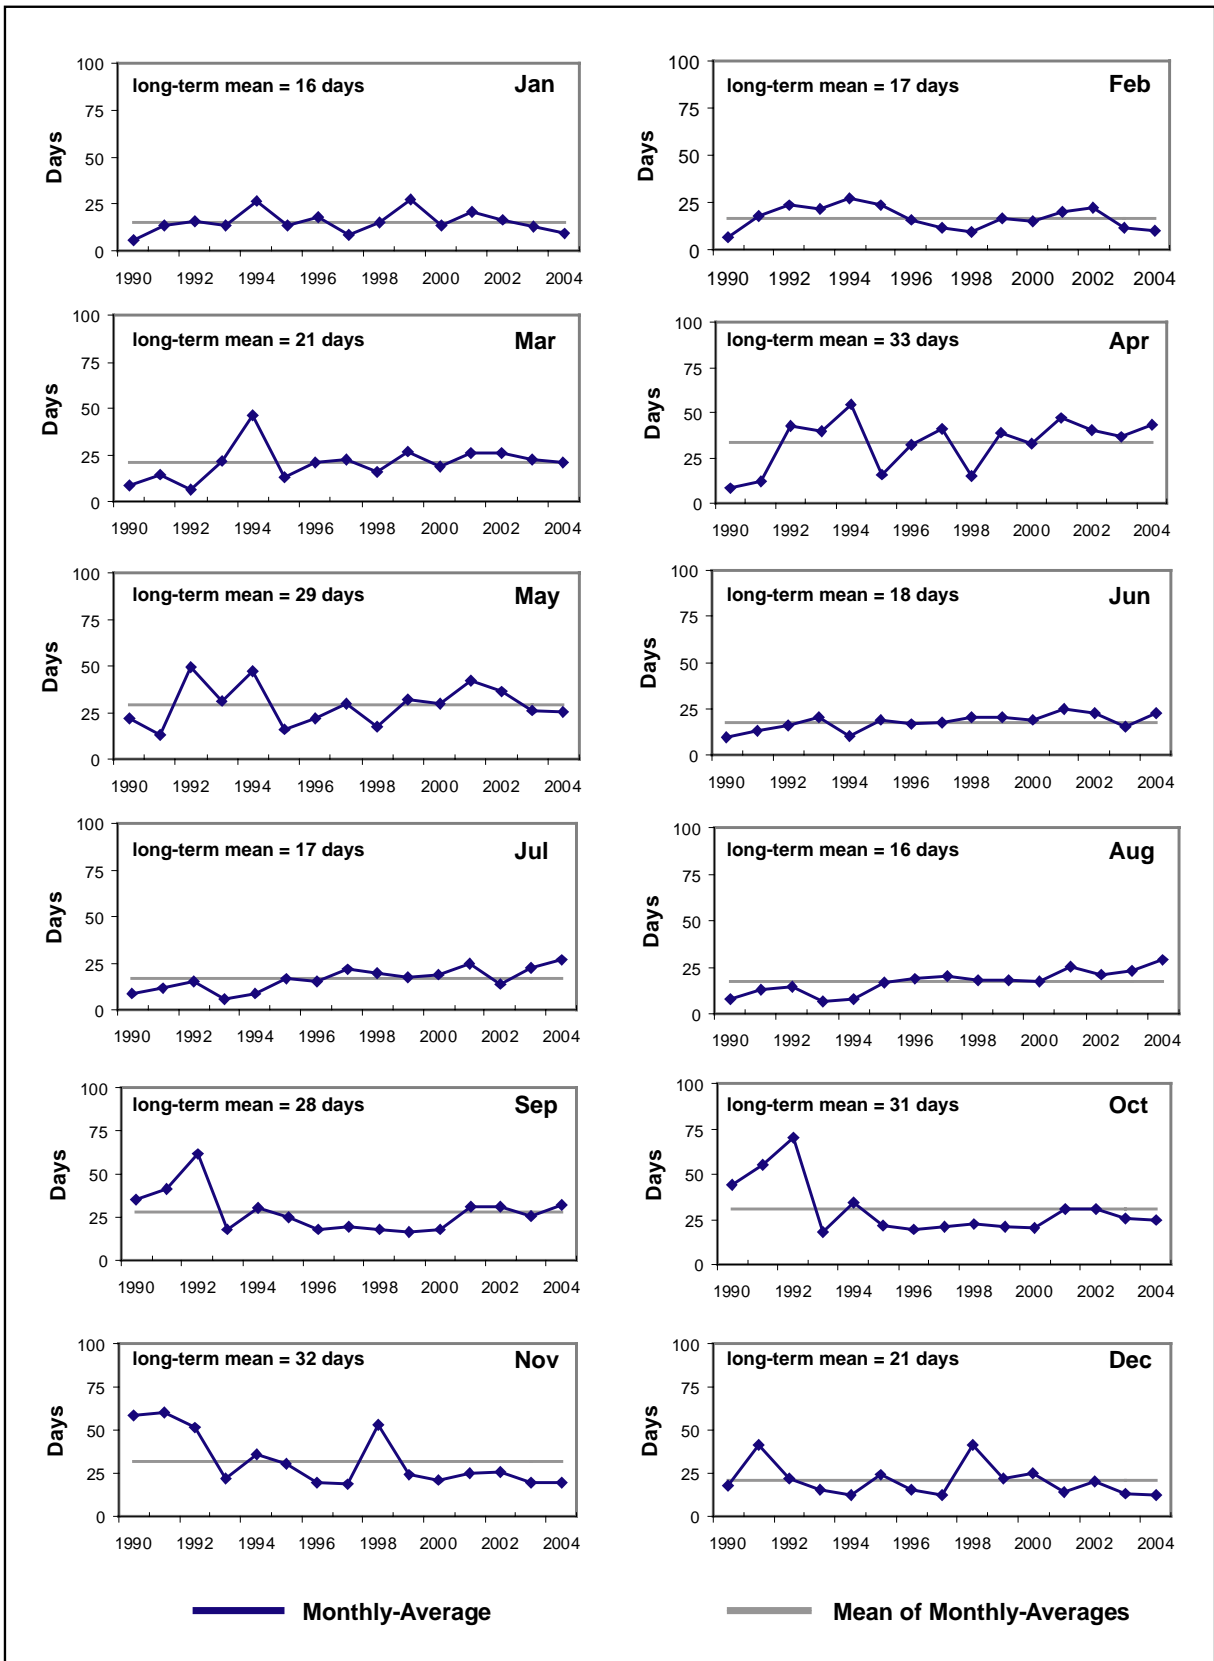 long-term mean = 16 days
Jan
Days
100
75
50
25
0
1990 1992 1994 1996 1998 2000 2002 2004
long-term mean = 17 days
Feb
Days
100
75
50
25
0
1990 1992 1994 1996 1998 2000 2002 2004
long-term mean = 21 days
Mar
Days
100
75
50
25
0
1990 1992 1994 1996 1998 2000 2002 2004
long-term mean = 33 days
Apr
Days
100
75
50
25
0
1990 1992 1994 1996 1998 2000 2002 2004
long-term mean = 29 days
May
Days
100
75
50
25
0
1990 1992 1994 1996 1998 2000 2002 2004
long-term mean = 18 days
Jun
Days
100
75
50
25
0
1990 1992 1994 1996 1998 2000 2002 2004
long-term mean = 17 days
Jul
Days
100
75
50
25
0
1990 1992 1994 1996 1998 2000 2002 2004
long-term mean = 16 days
Aug
Days
100
75
50
25
0
1990 1992 1994 1996 1998 2000 2002 2004
long-term mean = 28 days
Sep
Days
100
75
50
25
0
1990 1992 1994 1996 1998 2000 2002 2004
long-term mean = 31 days
Oct
Days
100
75
50
25
0
1990 1992 1994 1996 1998 2000 2002 2004
long-term mean = 32 days
Nov
Days
100
75
50
25
0
1990 1992 1994 1996 1998 2000 2002 2004
long-term mean = 21 days
Dec
Days
100
75
50
25
0
1990 1992 1994 1996 1998 2000 2002 2004
Monthly-Average
Mean of Monthly-Averages